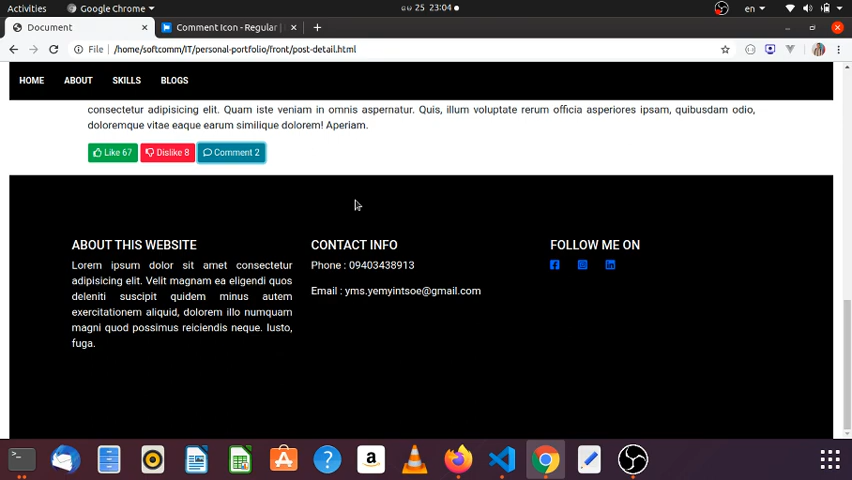 Activities
Google Chrome
စနေ 25 23:04
en
Document
Comment Icon - Regular |
File
/home/softcomm/IT/personal-portfolio/front/post-detail.html
HOME ABOUT SKILLS BLOGS
consectetur adipisicing elit. Quam iste veniam in omnis aspernatur. Quis, illum voluptate rerum officia asperiores ipsam, quibusdam odio,
doloremque vitae eaque earum similique dolorem! Aperiam.
Like 67 Dislike 8 Comment 2
ABOUT THIS WEBSITE
Lorem ipsum dolor sit amet consectetur
adipisicing elit. Velit magnam ea eligendi quos
deleniti suscipit quidem minus autem
exercitationem aliquid, dolorem illo numquam
magni quod possimus reiciendis neque. Iusto,
fuga.
CONTACT INFO
Phone : 09403438913
Email : yms.yemyintsoe@gmail.com
FOLLOW ME ON